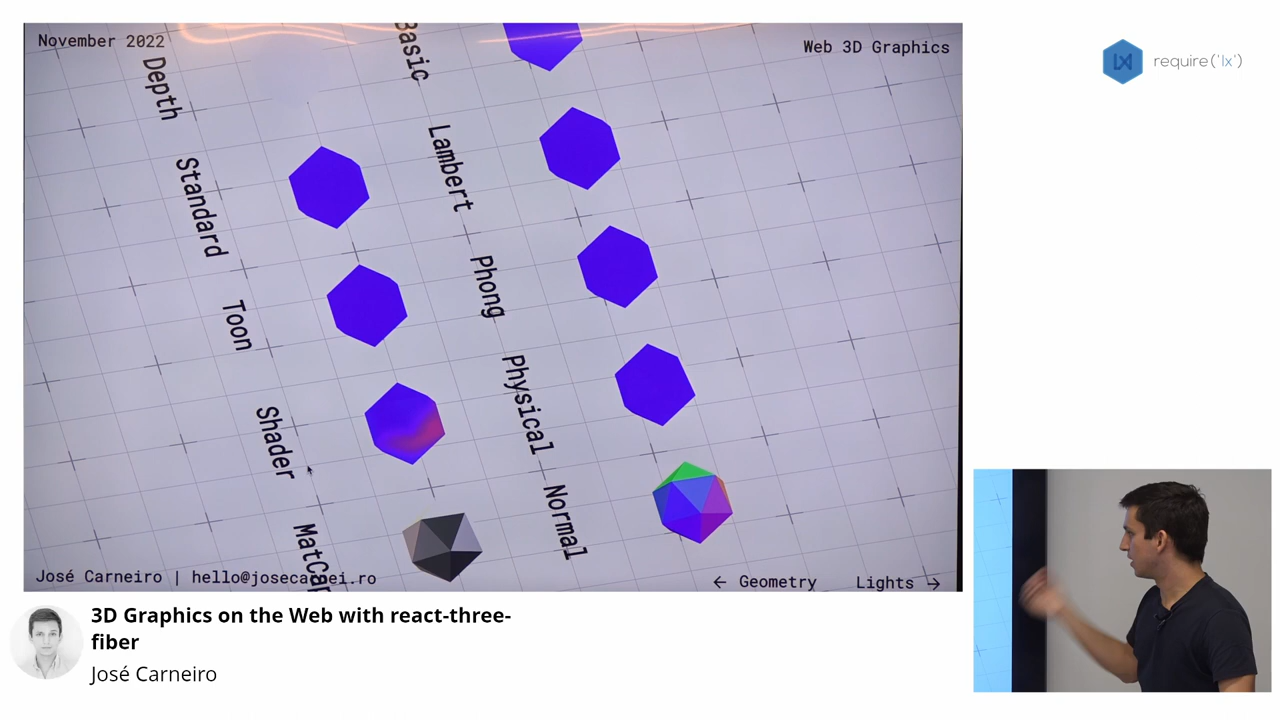 November 2022
Web 3D Graphics
require('lx')
Basic
Depth
Lambert
Standard
Phong
Toon
Physical
Shader
Normal
MatCap
José Carneiro | hello@josecarnei.ro
← Geometry
Lights →
3D Graphics on the Web with react-three-
fiber
José Carneiro